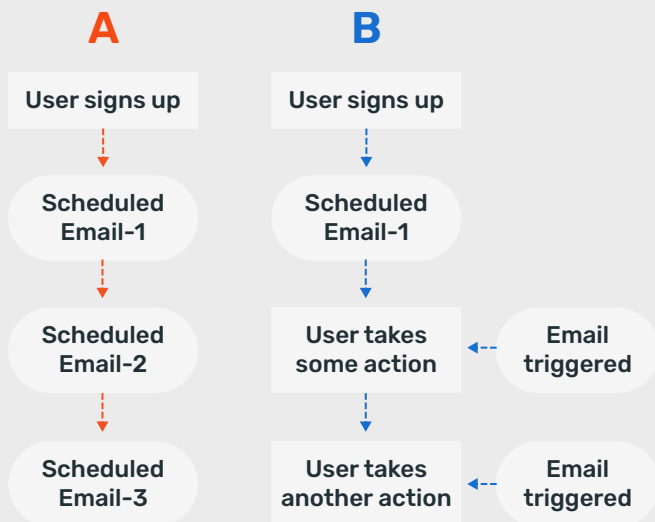 A
B
User signs up
User signs up
Scheduled
Email-1
Scheduled
Email-1
Scheduled
Email-2
User takes
some action
Email
triggered
Scheduled
Email-3
User takes
another action
Email
triggered